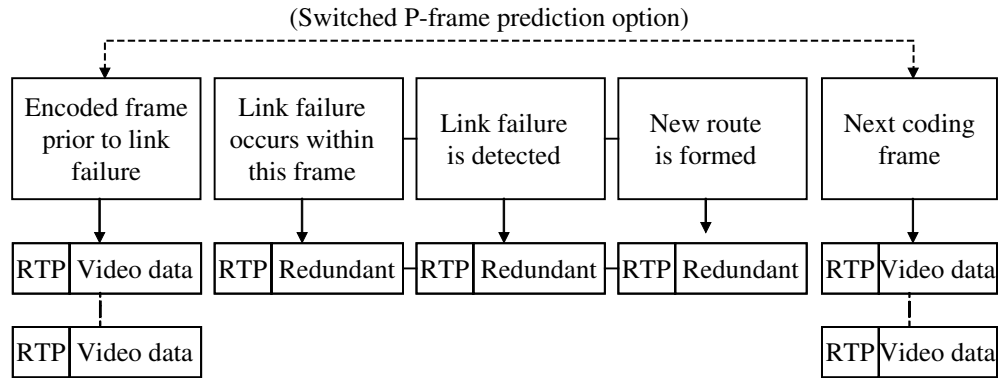 (Switched P-frame prediction option)
Encoded frame
prior to link
failure
Link failure
occurs within
this frame
Link failure
is detected
New route
is formed
Next coding
frame
RTP Video data
RTP Redundant
RTP Redundant
RTP Redundant
RTP Video data
RTP Video data
RTP Video data